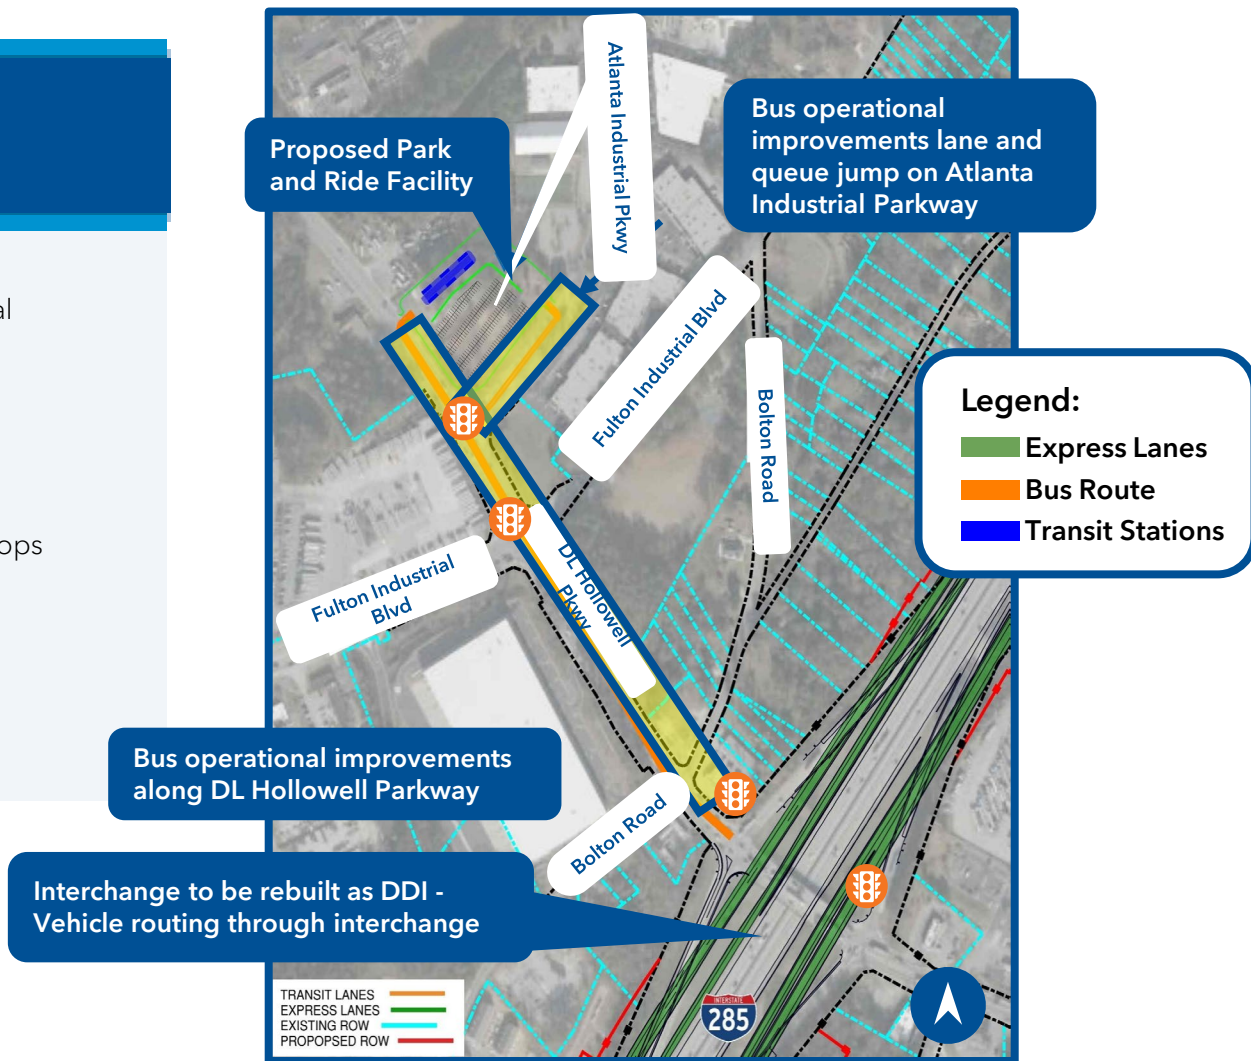 al
ops
Proposed Park
and Ride Facility
Atlanta Industrial Pkwy
Bus operational
improvements lane and
queue jump on Atlanta
Industrial Parkway
Fulton Industrial Blvd
Bolton Road
Legend:
Express Lanes
Bus Route
Transit Stations
Fulton Industrial
Blvd
DL Hollowell
Pkwy
Bus operational improvements
along DL Hollowell Parkway
Bolton Road
Interchange to be rebuilt as DDI -
Vehicle routing through interchange
TRANSIT LANES
EXPRESS LANES
EXISTING ROW
PROPOPSED ROW
INTERSTATE
285